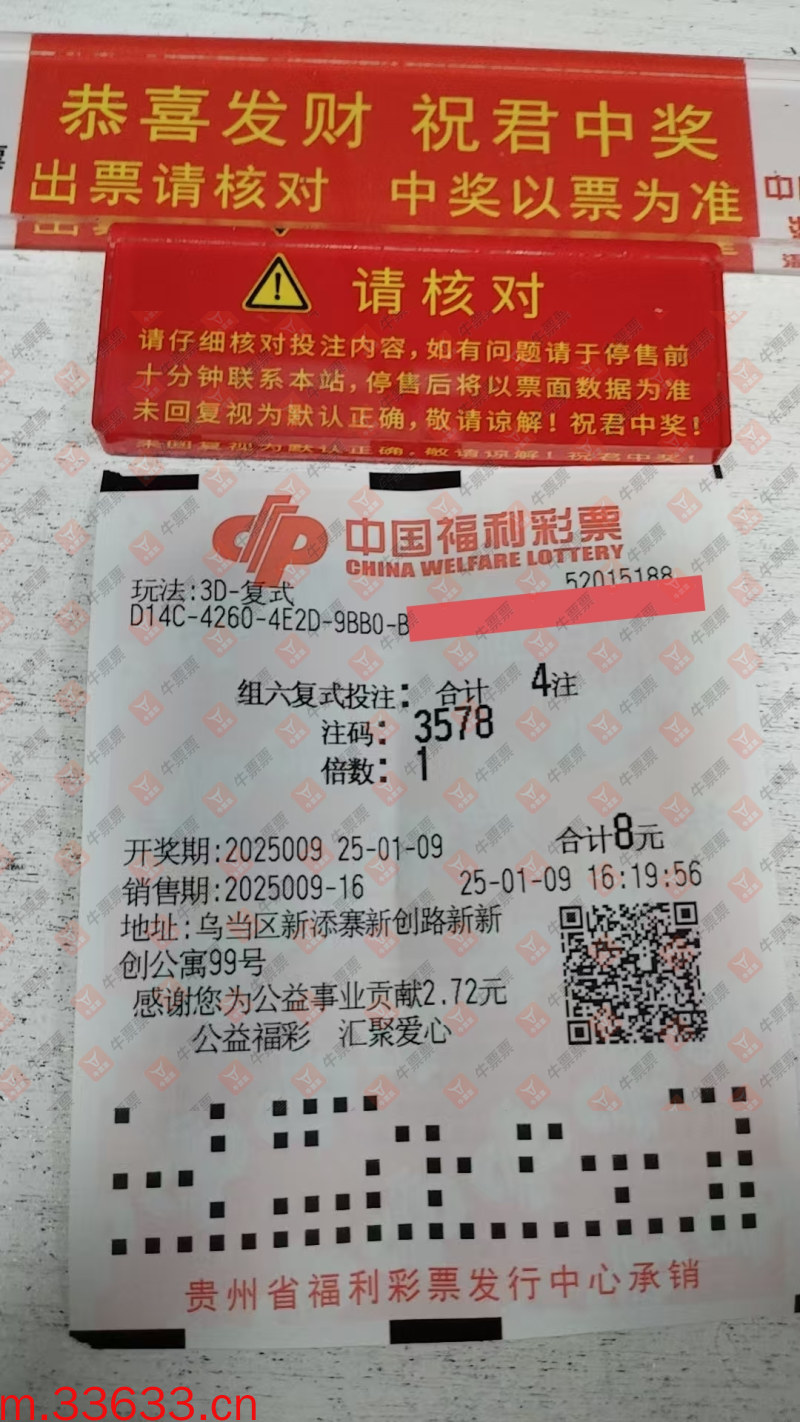 恭喜发财 祝君中奖
出票请核对 中奖以票为准
请核对
请仔细核对投注内容，如有问题请于停售前
十分钟联系本站，停售后将以票面数据为准
未回复视为默认正确，敬请谅解！祝君中奖！
中国福利彩票
CHINA WELFARE LOTTERY
玩法:3D-复式
52015188
D14C-4260-4E2D-9BB0-B
组六复式投注: 合计 4注
注码: 3578
倍数: 1
合计8元
开奖期:2025009 25-01-09
销售期:2025009-16 25-01-09 16:19:56
地址:乌当区新添寨新创路新新
创公寓99号
感谢您为公益事业贡献2.72元
公益福彩 汇聚爱心
贵州省福利彩票发行中心承销
牛票票
m.33633.cn